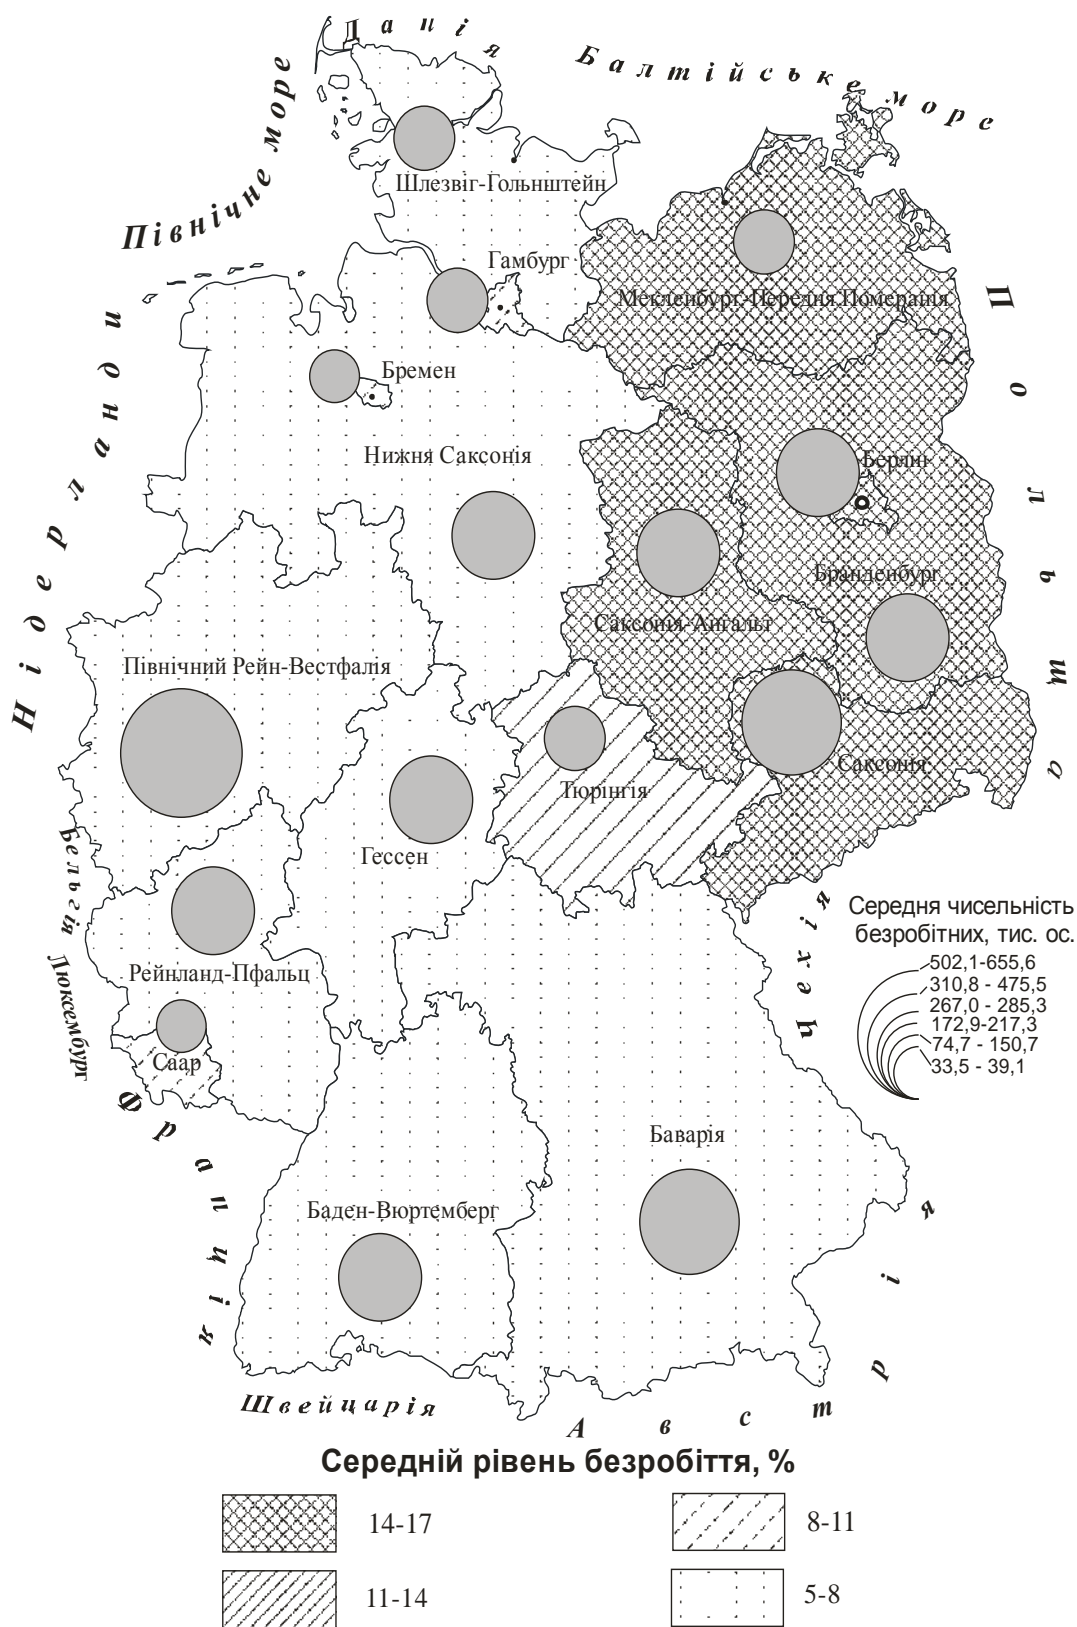 Данія
Балтійське море
Північне море
Шлезвіг-Гольнштейн
Гамбург
Мекленбург-Передня Померанія
Бремен
Нижня Саксонія
Берлін
Польща
Нідерланди
Бранденбург
Саксонія-Ангальт
Північний Рейн-Вестфалія
Тюрінгія
Саксонія
Гессен
Бельгія
Чехія
Середня чисельність
безробітних, тис. ос.
502,1-655,6
310,8 - 475,5
267,0 - 285,3
172,9-217,3
74,7 - 150,7
33,5 - 39,1
Рейнланд-Пфальц
Люксембург
Саар
Франція
Баварія
Баден-Вюртемберг
Швейцарія
Австрія
Середній рівень безробіття, %
14-17
8-11
11-14
5-8